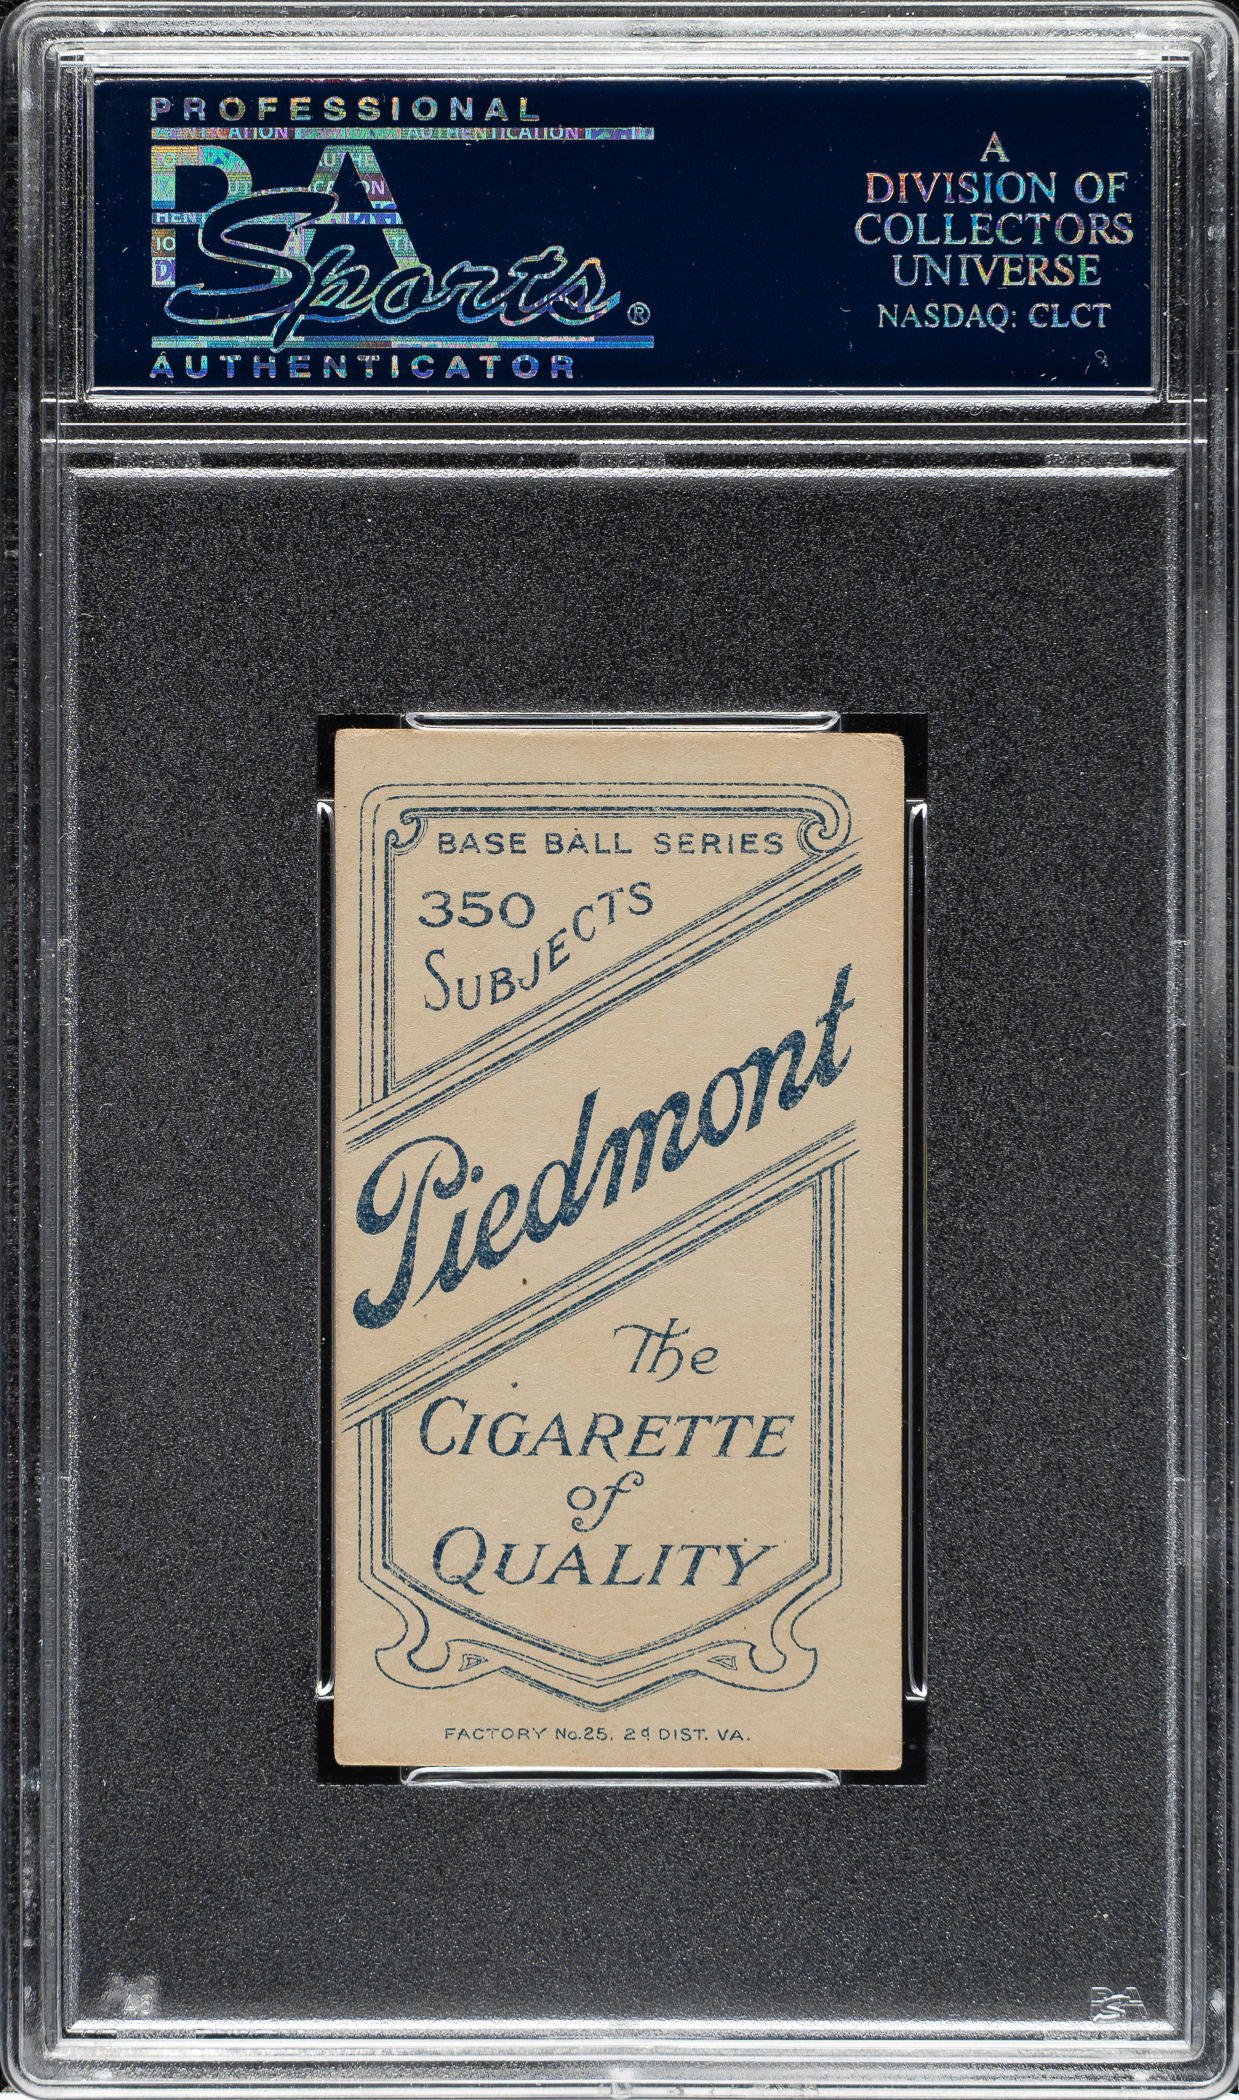 PROFESSIONAL
PSA
Sports®
AUTHENTICATOR
A
DIVISION OF
COLLECTORS
UNIVERSE
NASDAQ: CLCT
BASE BALL SERIES
350
SUBJECTS
Piedmont
The
CIGARETTE
of
QUALITY
FACTORY No. 25, 2d DIST. VA.
PSA